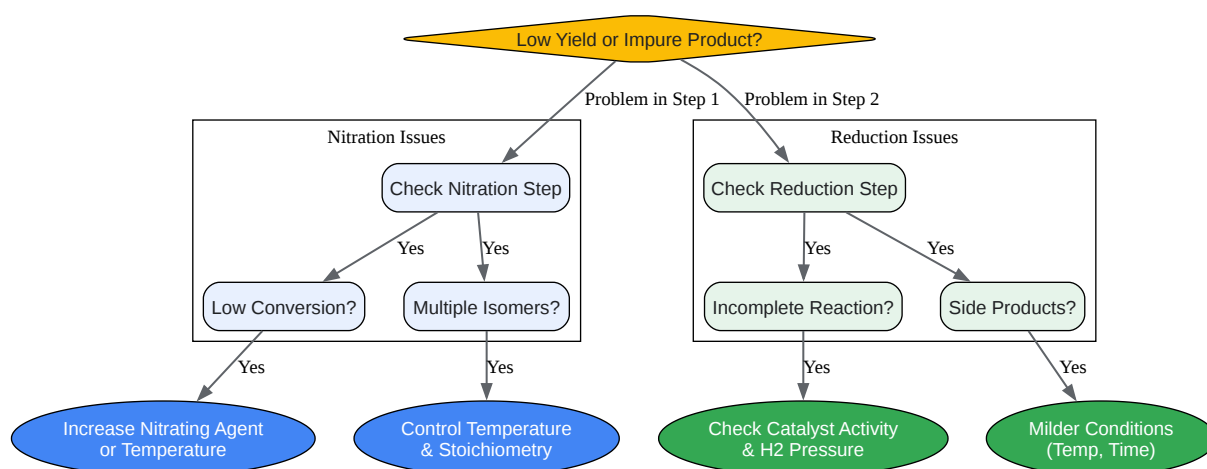 Low Yield or Impure Product?
Problem in Step 1
Problem in Step 2
Nitration Issues
Reduction Issues
Check Nitration Step
Check Reduction Step
Yes
Yes
Yes
Yes
Low Conversion?
Multiple Isomers?
Incomplete Reaction?
Side Products?
Yes
Yes
Yes
Yes
Increase Nitrating Agent
or Temperature
Control Temperature
& Stoichiometry
Check Catalyst Activity
& H2 Pressure
Milder Conditions
(Temp, Time)